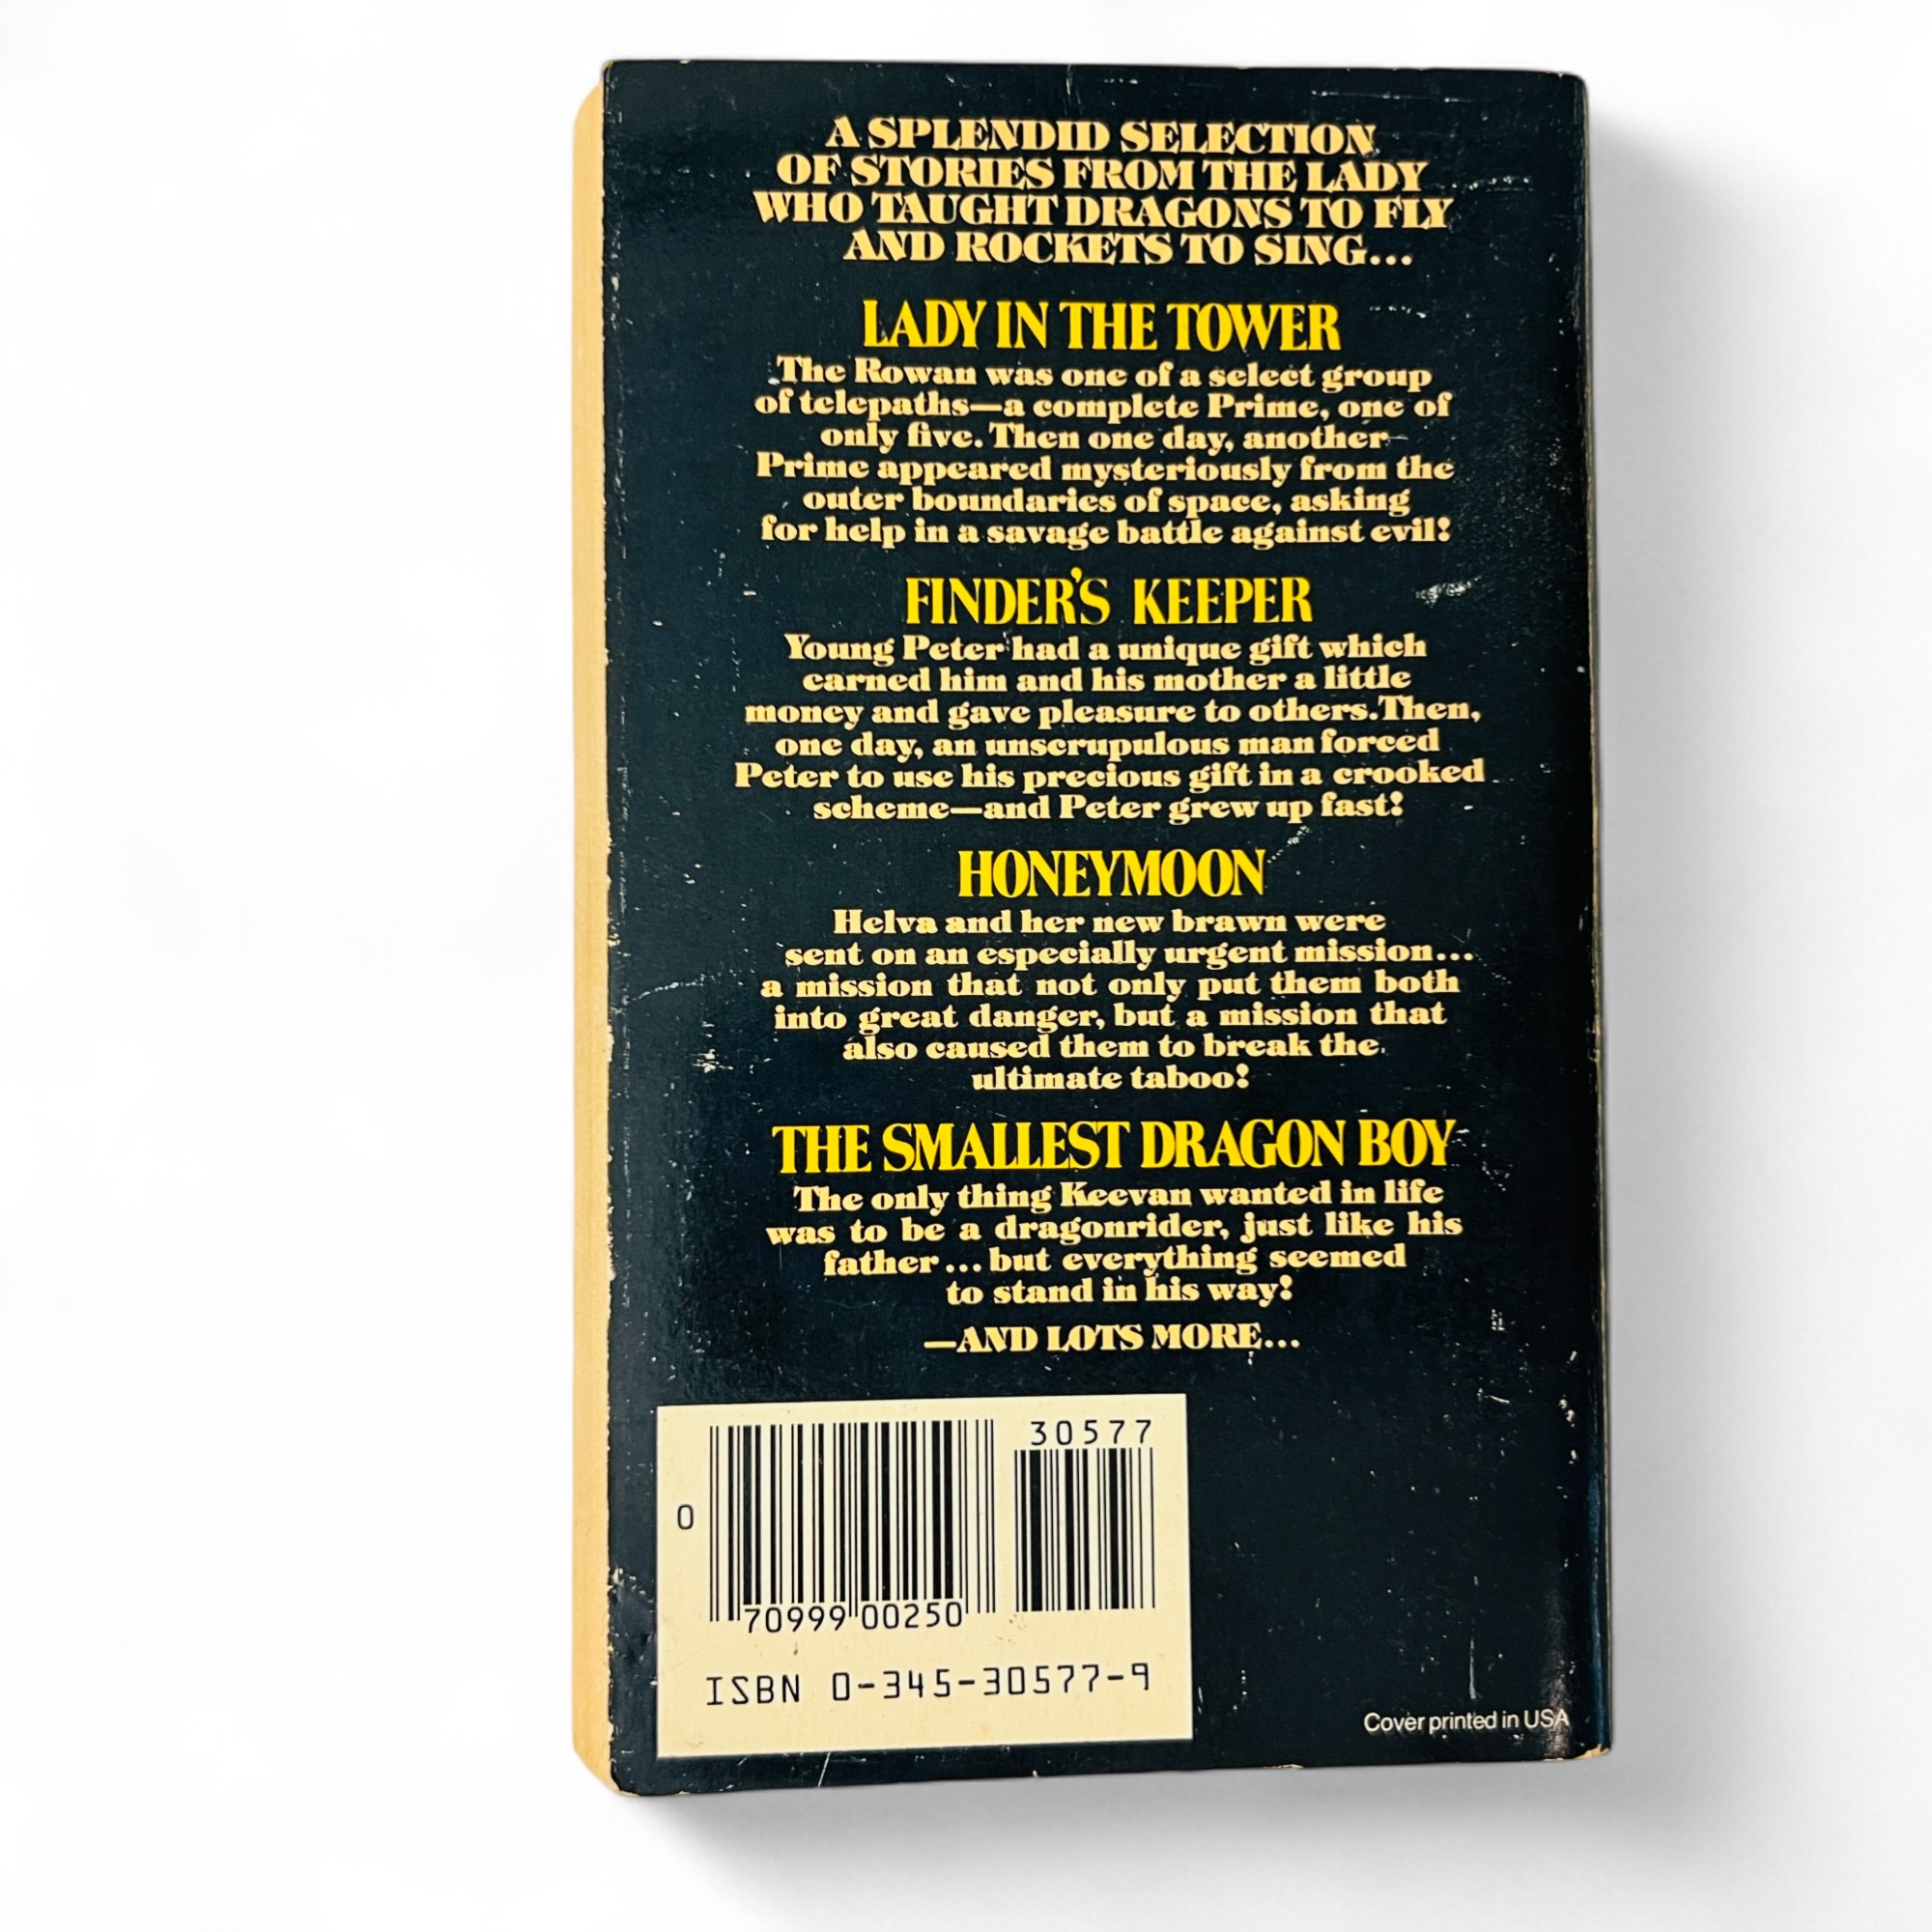 A SPLENDID SELECTION
OF STORIES FROM THE LADY
WHO TAUGHT DRAGONS TO FLY
AND ROCKETS TO SING...
LADY IN THE TOWER
The Rowan was one of a select group
of telepaths—a complete Prime, one of
only five. Then one day, another
Prime appeared mysteriously from the
outer boundaries of space, asking
for help in a savage battle against evil!
FINDER'S KEEPER
Young Peter had a unique gift which
earned him and his mother a little
money and gave pleasure to others. Then,
one day, an unscrupulous man forced
Peter to use his precious gift in a crooked
scheme—and Peter grew up fast!
HONEYMOON
Helva and her new brawn were
sent on an especially urgent mission...
a mission that not only put them both
into great danger, but a mission that
also caused them to break the
ultimate taboo!
THE SMALLEST DRAGON BOY
The only thing Keevan wanted in life
was to be a dragonrider, just like his
father... but everything seemed
to stand in his way!
—AND LOTS MORE...
30577
0
70999 00250
ISBN 0-345-30577-9
Cover printed in USA